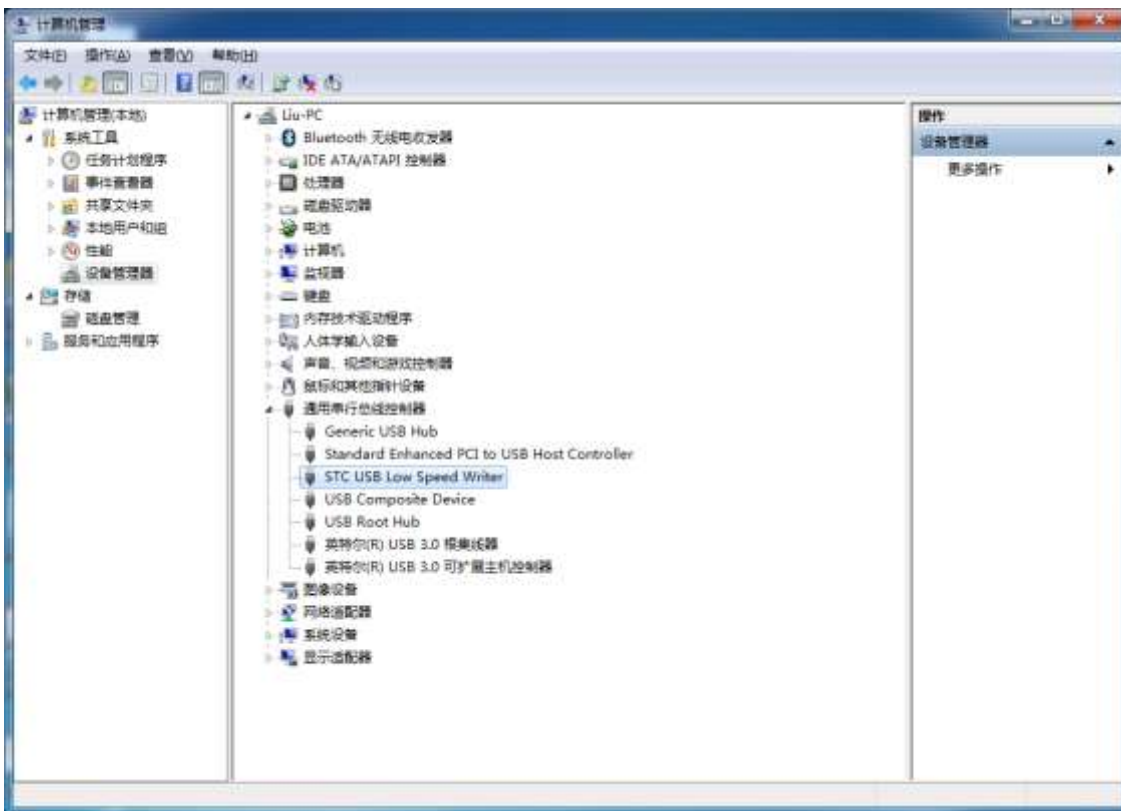 计算机管理
文件(F) 操作(A) 查看(V) 帮助(H)
计算机管理(本地)
系统工具
任务计划程序
事件查看器
共享文件夹
本地用户和组
性能
设备管理器
存储
磁盘管理
服务和应用程序
Liu-PC
Bluetooth 无线电收发器
IDE ATA/ATAPI 控制器
处理器
磁盘驱动器
电池
计算机
监视器
键盘
内存技术驱动程序
人体学输入设备
声音、视频和游戏控制器
鼠标和其他指针设备
通用串行总线控制器
Generic USB Hub
Standard Enhanced PCI to USB Host Controller
STC USB Low Speed Writer
USB Composite Device
USB Root Hub
英特尔(R) USB 3.0 根集线器
英特尔(R) USB 3.0 可扩展主机控制器
图像设备
网络适配器
系统设备
显示适配器
操作
设备管理器
更多操作